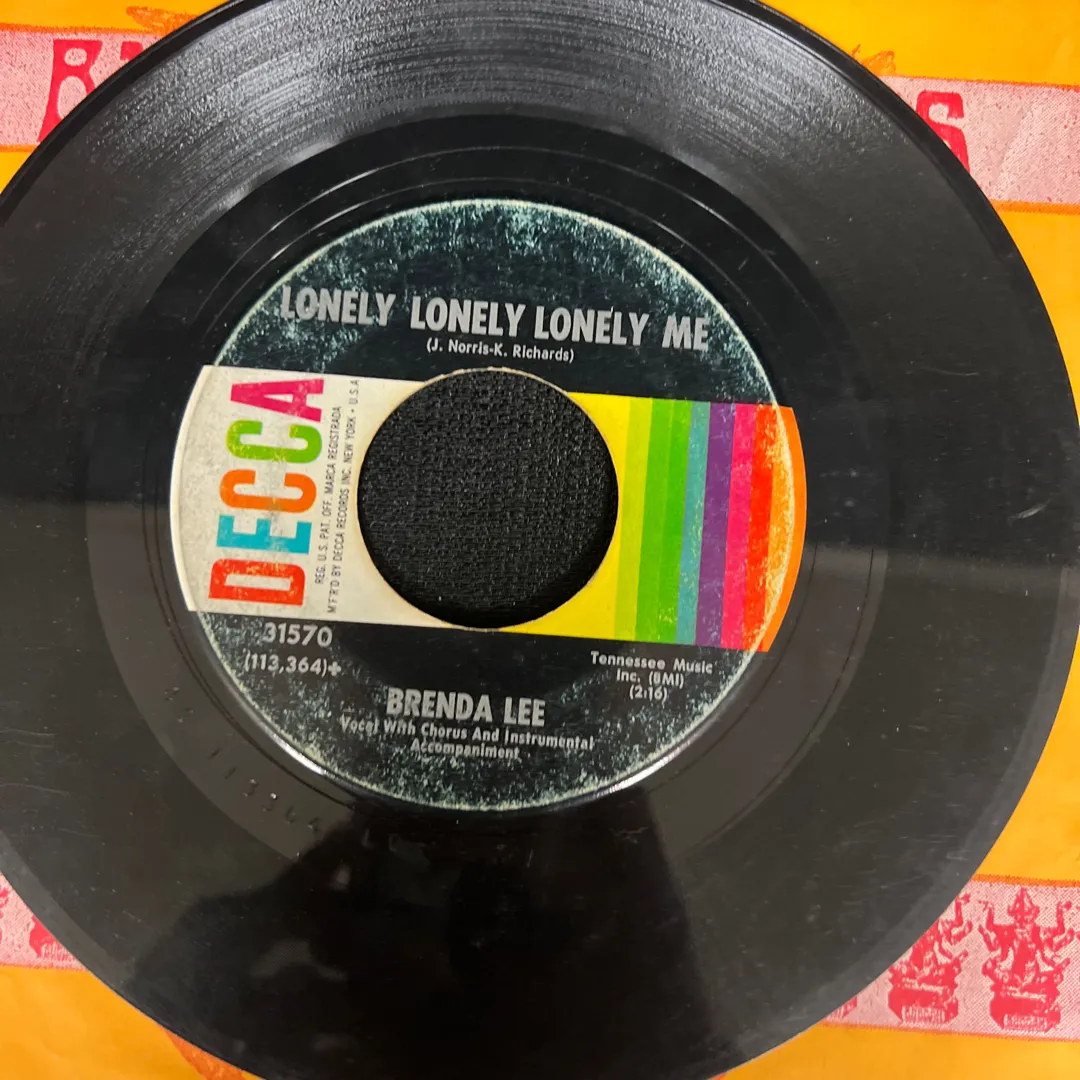 LONELY LONELY LONELY ME
(J. Norris-K. Richards)
DECCA
REG. U.S. PAT. OFF. MARCA REGISTRADA
M'F'R'D BY DECCA RECORDS INC. NEW YORK • U.S.A
31570
(113,364)✤
Tennessee Music
Inc. (BMI)
(2:16)
BRENDA LEE
Vocal With Chorus And Instrumental
Accompaniment